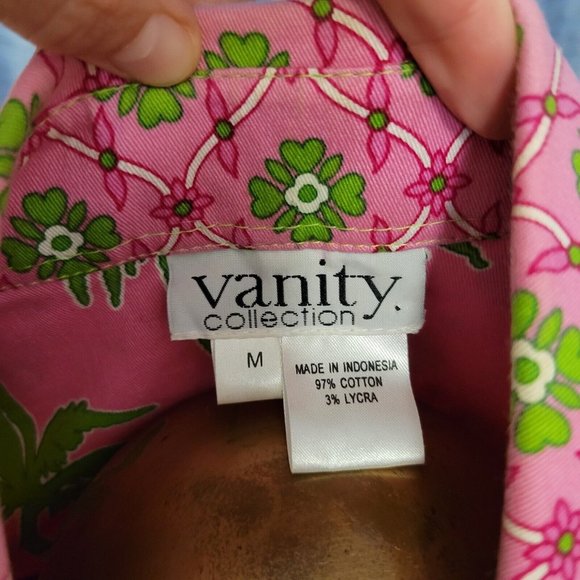 vanity.
collection
M
MADE IN INDONESIA
97% COTTON
3% LYCRA